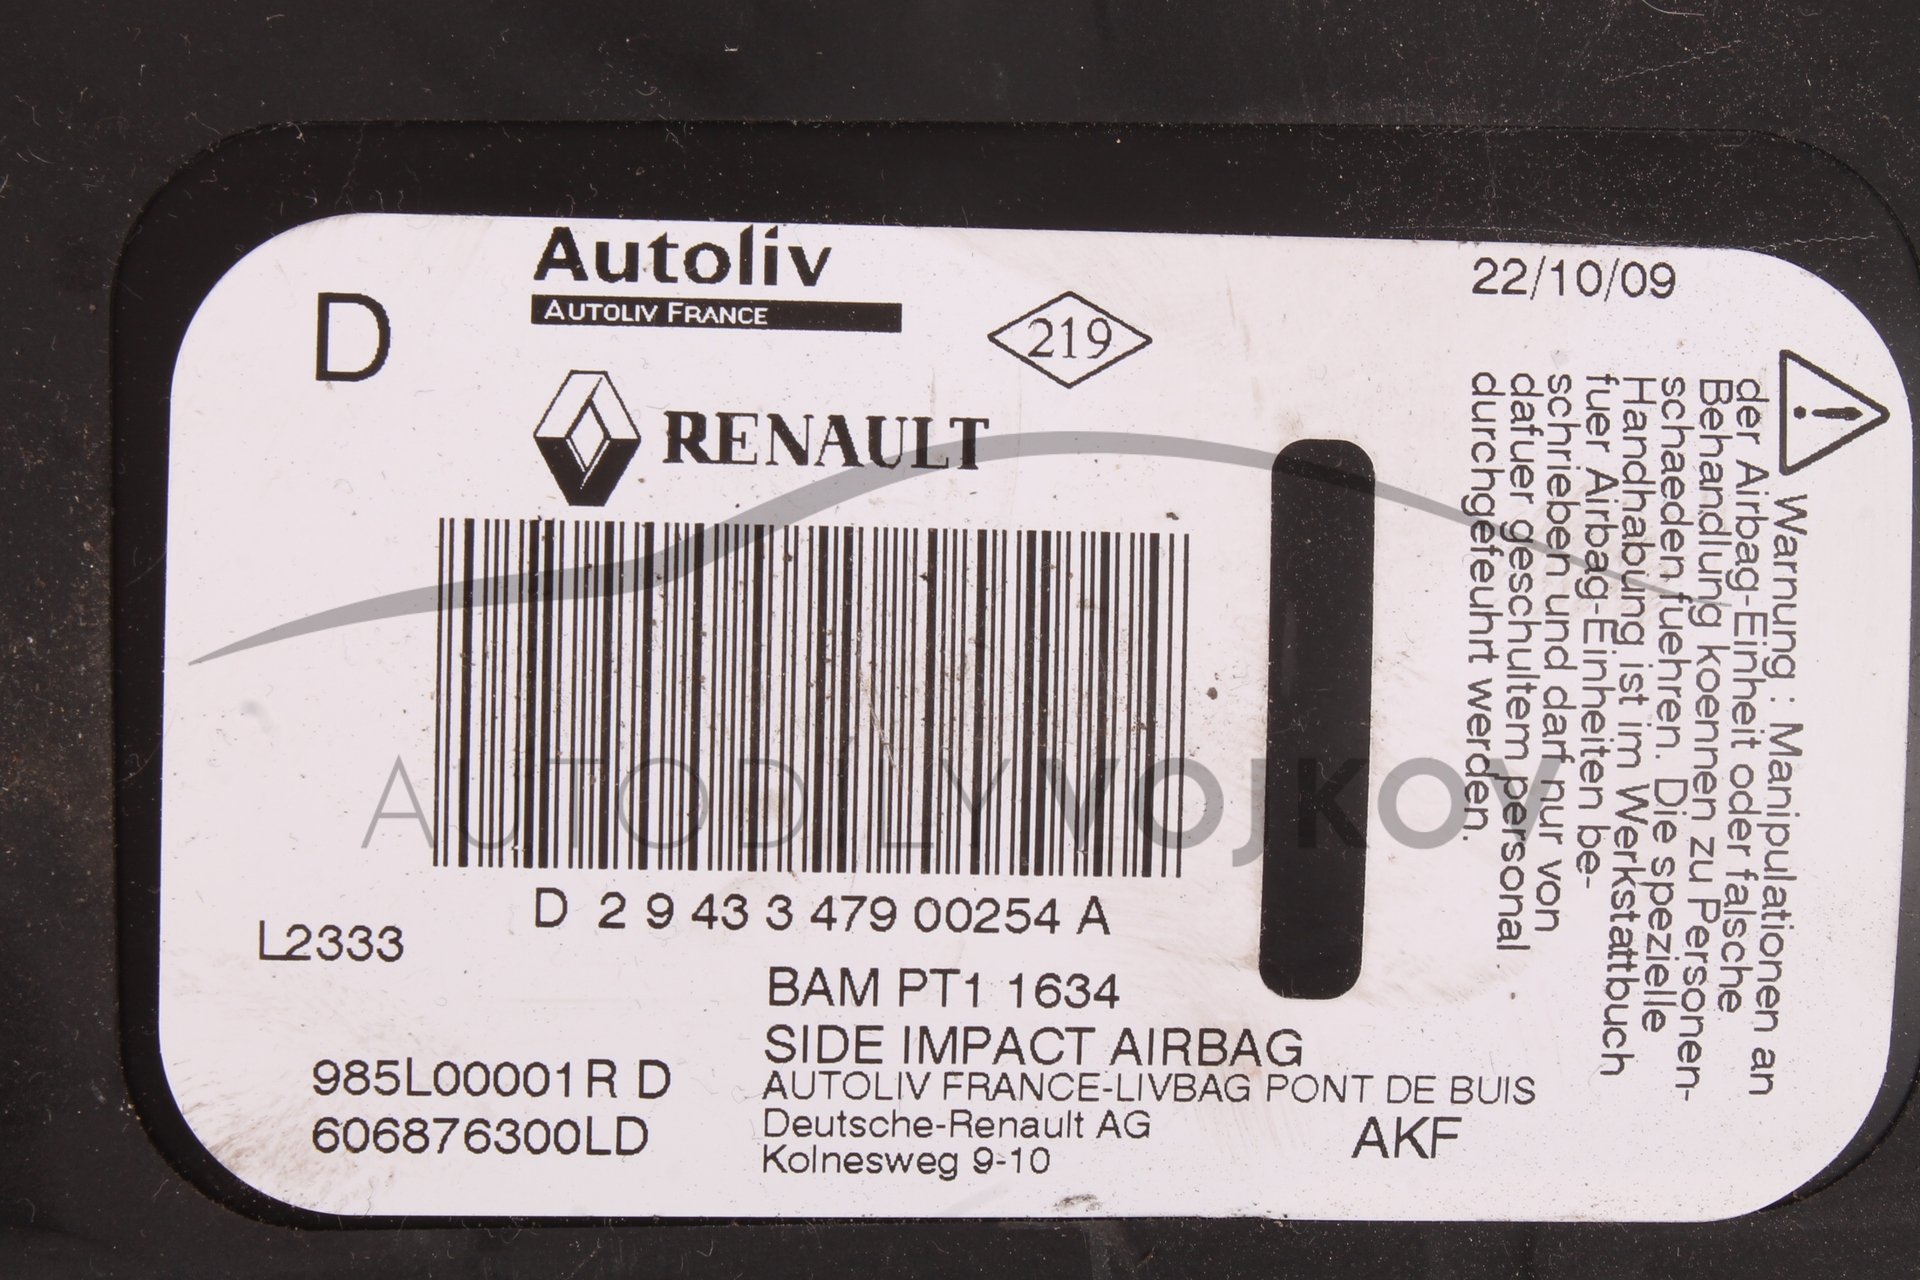 Autoliv
AUTOLIV FRANCE
D
219
22/10/09
RENAULT
D 2 9 43 3 479 00254 A
L2333
BAM PT1 1634
SIDE IMPACT AIRBAG
985L00001R D
AUTOLIV FRANCE-LIVBAG PONT DE BUIS
606876300LD
Deutsche-Renault AG
AKF
Kolnesweg 9-10
Warnung : Manipulationen an
der Airbag-Einheit oder falsche
Behandlung koennen zu Personen-
schaeden fuehren. Die spezielle
Handhabung ist im Werkstattbuch
fuer Airbag-Einheiten be-
schrieben und darf nur von
dafuer geschultem personal
durchgefeuhrt werden.
AUTODÍLY VOJKOV